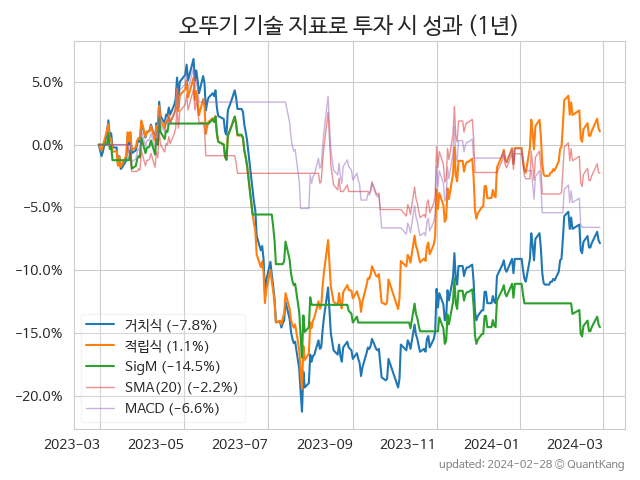 오뚜기 기술 지표로 투자 시 성과 (1년)
5.0%
0.0%
−5.0%
−10.0%
−15.0%
−20.0%
거치식 (−7.8%)
적립식 (1.1%)
SigM (−14.5%)
SMA(20) (−2.2%)
MACD (−6.6%)
2023-03 2023-05 2023-07 2023-09 2023-11 2024-01 2024-03
updated: 2024-02-28 ⓒ QuantKang